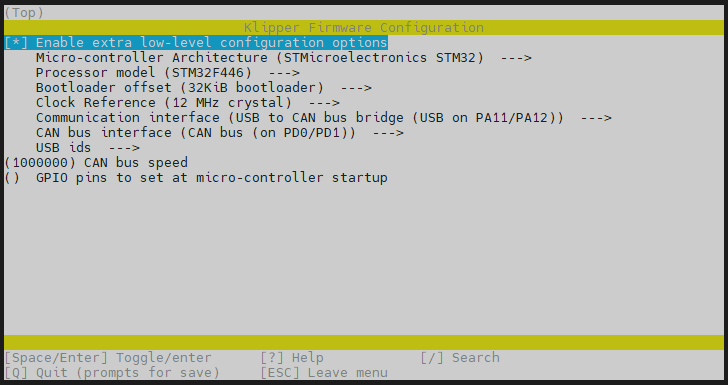 (Top)
Klipper Firmware Configuration
[*] Enable extra low-level configuration options
Micro-controller Architecture (STMicroelectronics STM32)  --->
Processor model (STM32F446)  --->
Bootloader offset (32KiB bootloader)  --->
Clock Reference (12 MHz crystal)  --->
Communication interface (USB to CAN bus bridge (USB on PA11/PA12))  --->
CAN bus interface (CAN bus (on PD0/PD1))  --->
USB ids  --->
(1000000) CAN bus speed
()  GPIO pins to set at micro-controller startup
[Space/Enter] Toggle/enter      [?] Help            [/] Search
[Q] Quit (prompts for save)     [ESC] Leave menu